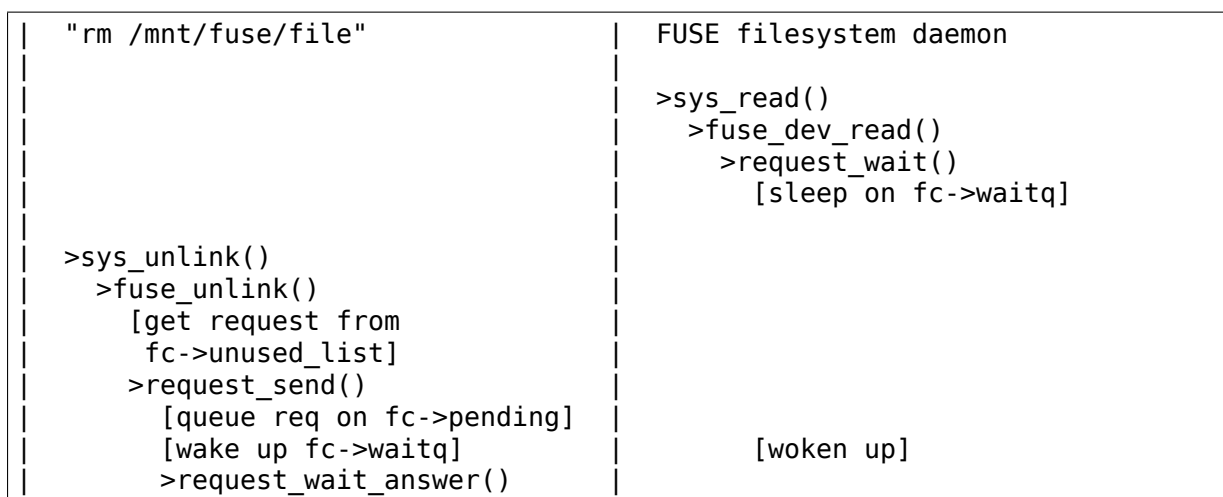 |  "rm /mnt/fuse/file"               |  FUSE filesystem daemon
|                                    |
|                                    |  >sys_read()
|                                    |    >fuse_dev_read()
|                                    |      >request_wait()
|                                    |        [sleep on fc->waitq]
|                                    |
|  >sys_unlink()                     |
|    >fuse_unlink()                  |
|      [get request from             |
|       fc->unused_list]             |
|      >request_send()               |
|        [queue req on fc->pending]  |
|        [wake up fc->waitq]         |        [woken up]
|        >request_wait_answer()      |